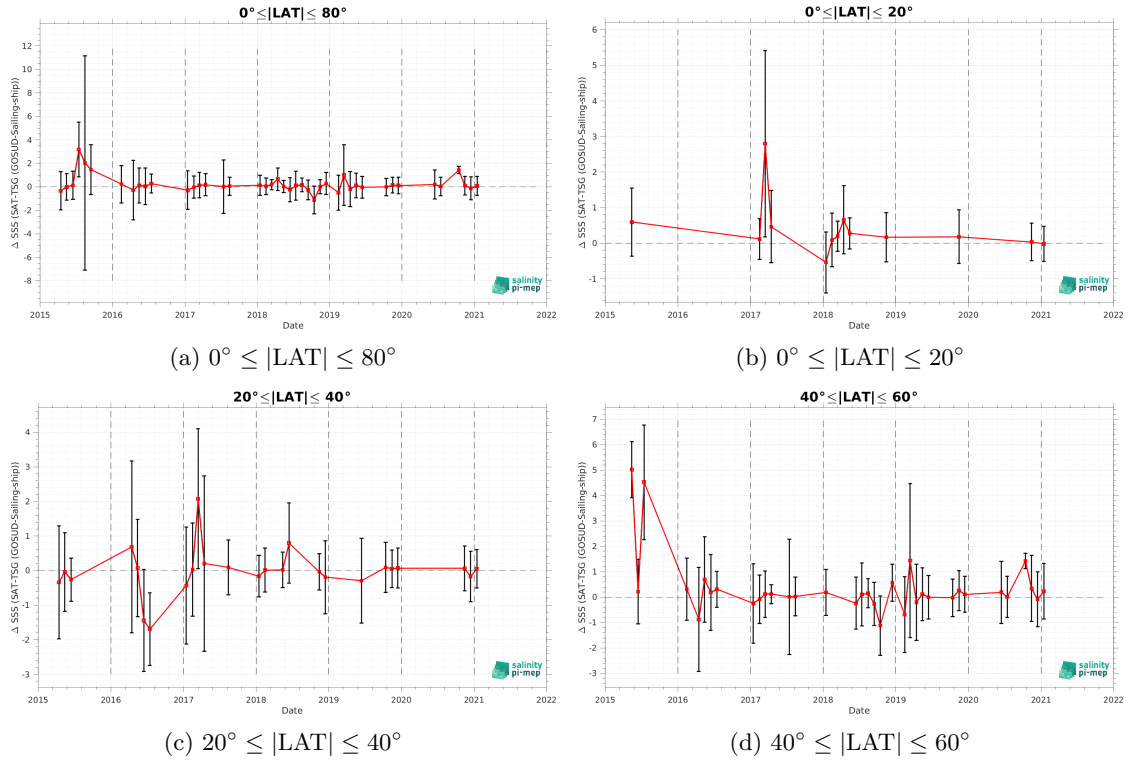 0°≤|LAT|≤ 80°
Δ SSS (SAT-TSG (GOSUD-Sailing-ship))
12
10
8
6
4
2
0
-2
-4
-6
-8
2015 2016 2017 2018 2019 2020 2021 2022
Date
salinity
pi-mep
(a) 0° ≤ |LAT| ≤ 80°
0°≤|LAT|≤ 20°
Δ SSS (SAT-TSG (GOSUD-Sailing-ship))
6
5
4
3
2
1
0
-1
2015 2016 2017 2018 2019 2020 2021 2022
Date
salinity
pi-mep
(b) 0° ≤ |LAT| ≤ 20°
20°≤|LAT|≤ 40°
Δ SSS (SAT-TSG (GOSUD-Sailing-ship))
4
3
2
1
0
-1
-2
-3
2015 2016 2017 2018 2019 2020 2021 2022
Date
salinity
pi-mep
(c) 20° ≤ |LAT| ≤ 40°
40°≤|LAT|≤ 60°
Δ SSS (SAT-TSG (GOSUD-Sailing-ship))
7
6
5
4
3
2
1
0
-1
-2
-3
2015 2016 2017 2018 2019 2020 2021 2022
Date
salinity
pi-mep
(d) 40° ≤ |LAT| ≤ 60°